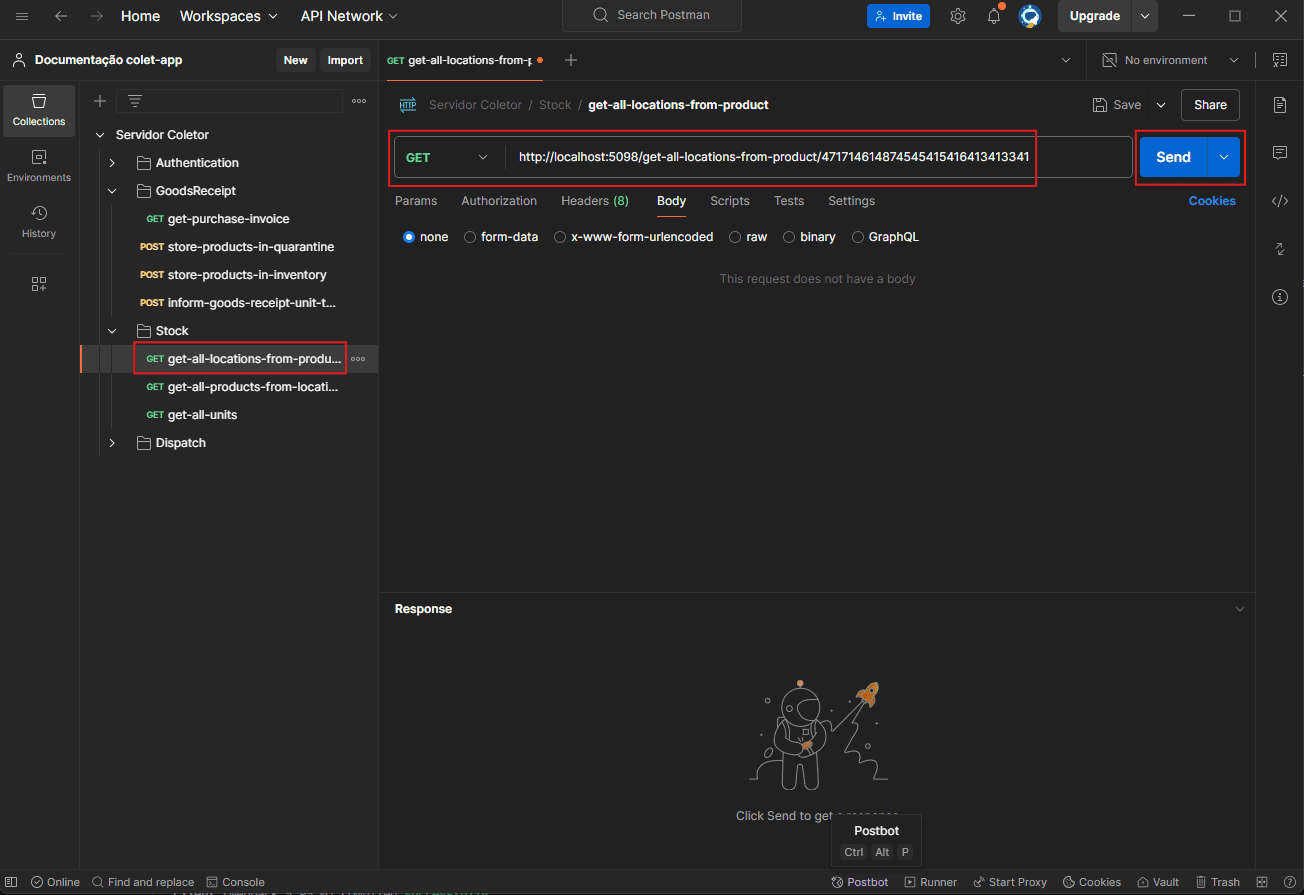 Home Workspaces API Network Search Postman Invite Upgrade
Documentação colet-app New Import GET get-all-locations-from-p No environment
Servidor Coletor / Stock / get-all-locations-from-product Save Share
Collections
Environments
History
Servidor Coletor
Authentication
GoodsReceipt
GET get-purchase-invoice
POST store-products-in-quarantine
POST store-products-in-inventory
POST inform-goods-receipt-unit-t...
Stock
GET get-all-locations-from-produ...
GET get-all-products-from-locati...
GET get-all-units
Dispatch
GET http://localhost:5098/get-all-locations-from-product/471714614874545415416413413341 Send
Params Authorization Headers (8) Body Scripts Tests Settings Cookies
none form-data x-www-form-urlencoded raw binary GraphQL
This request does not have a body
Response
Click Send to get a response
Postbot
Ctrl Alt P
Online Find and replace Console Postbot Runner Start Proxy Cookies Vault Trash